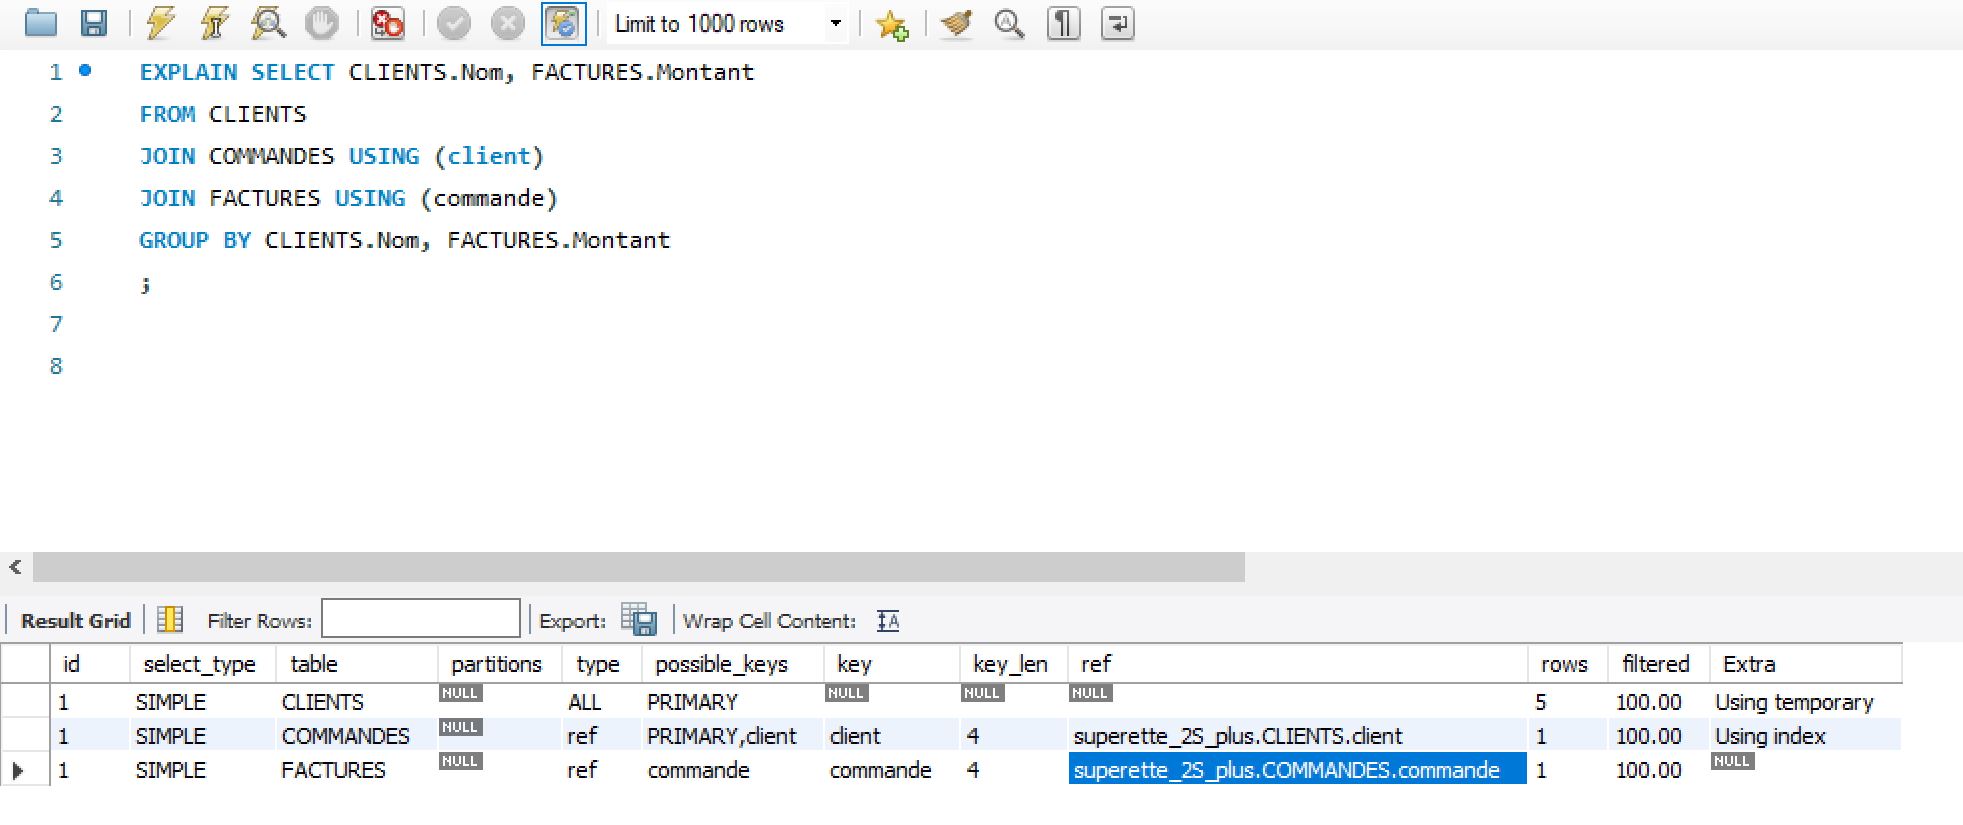 Limit to 1000 rows
1 EXPLAIN SELECT CLIENTS.Nom, FACTURES.Montant
2 FROM CLIENTS
3 JOIN COMMANDES USING (client)
4 JOIN FACTURES USING (commande)
5 GROUP BY CLIENTS.Nom, FACTURES.Montant
6 ;
7
8
Result Grid Filter Rows: Export: Wrap Cell Content:
id select_type table partitions type possible_keys key key_len ref rows filtered Extra
1 SIMPLE CLIENTS NULL ALL PRIMARY NULL NULL NULL 5 100.00 Using temporary
1 SIMPLE COMMANDES NULL ref PRIMARY,client client 4 superette_2S_plus.CLIENTS.client 1 100.00 Using index
1 SIMPLE FACTURES NULL ref commande commande 4 superette_2S_plus.COMMANDES.commande 1 100.00 NULL